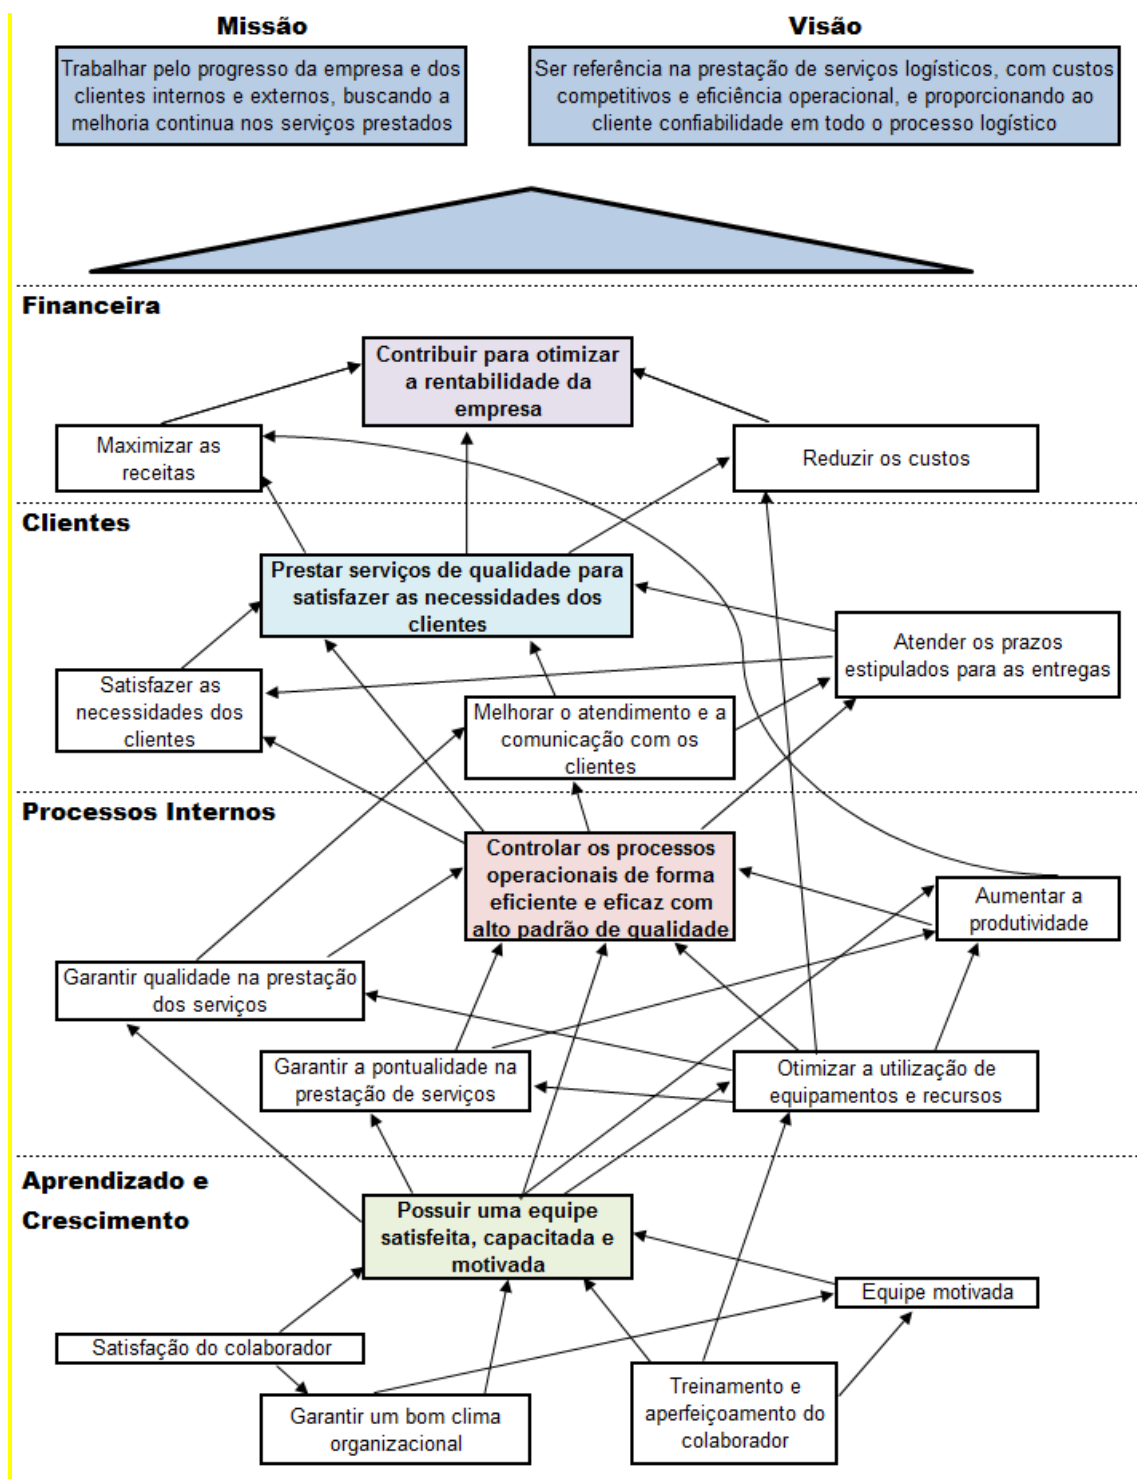 Missão
Visão
Trabalhar pelo progresso da empresa e dos
clientes internos e externos, buscando a
melhoria continua nos serviços prestados
Ser referência na prestação de serviços logísticos, com custos
competitivos e eficiência operacional, e proporcionando ao
cliente confiabilidade em todo o processo logístico
Financeira
Contribuir para otimizar
a rentabilidade da
empresa
Maximizar as
receitas
Reduzir os custos
Clientes
Prestar serviços de qualidade para
satisfazer as necessidades dos
clientes
Atender os prazos
estipulados para as entregas
Satisfazer as
necessidades dos
clientes
Melhorar o atendimento e a
comunicação com os
clientes
Processos Internos
Controlar os processos
operacionais de forma
eficiente e eficaz com
alto padrão de qualidade
Aumentar a
produtividade
Garantir qualidade na prestação
dos serviços
Garantir a pontualidade na
prestação de serviços
Otimizar a utilização de
equipamentos e recursos
Aprendizado e
Crescimento
Possuir uma equipe
satisfeita, capacitada e
motivada
Equipe motivada
Satisfação do colaborador
Garantir um bom clima
organizacional
Treinamento e
aperfeiçoamento do
colaborador